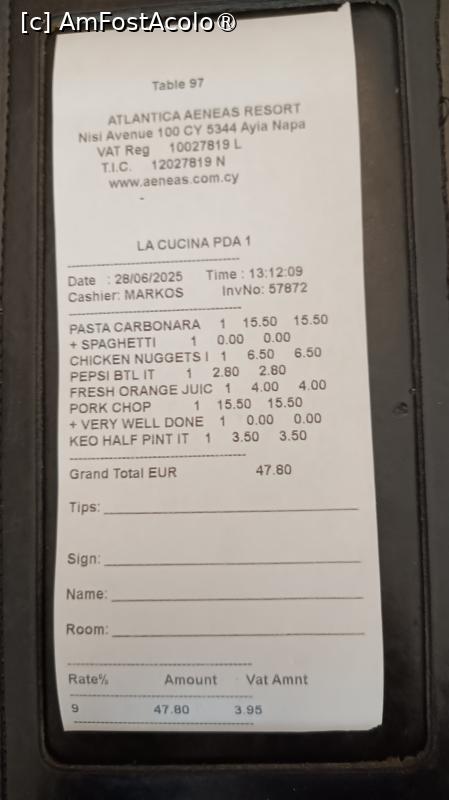 [c] AmFostAcolo®
Table 97
ATLANTICA AENEAS RESORT
Nisi Avenue 100 CY 5344 Ayia Napa
VAT Reg 10027819 L
T.I.C. 12027819 N
www.aeneas.com.cy
-
LA CUCINA PDA 1
Date : 28/06/2025 Time : 13:12:09
Cashier: MARKOS InvNo: 57872
PASTA CARBONARA 1 15.50 15.50
+ SPAGHETTI 1 0.00 0.00
CHICKEN NUGGETS I 1 6.50 6.50
PEPSI BTL IT 1 2.80 2.80
FRESH ORANGE JUIC 1 4.00 4.00
PORK CHOP 1 15.50 15.50
+ VERY WELL DONE 1 0.00 0.00
KEO HALF PINT IT 1 3.50 3.50
Grand Total EUR 47.80
Tips:
Sign:
Name:
Room:
Rate% Amount Vat Amnt
9 47.80 3.95